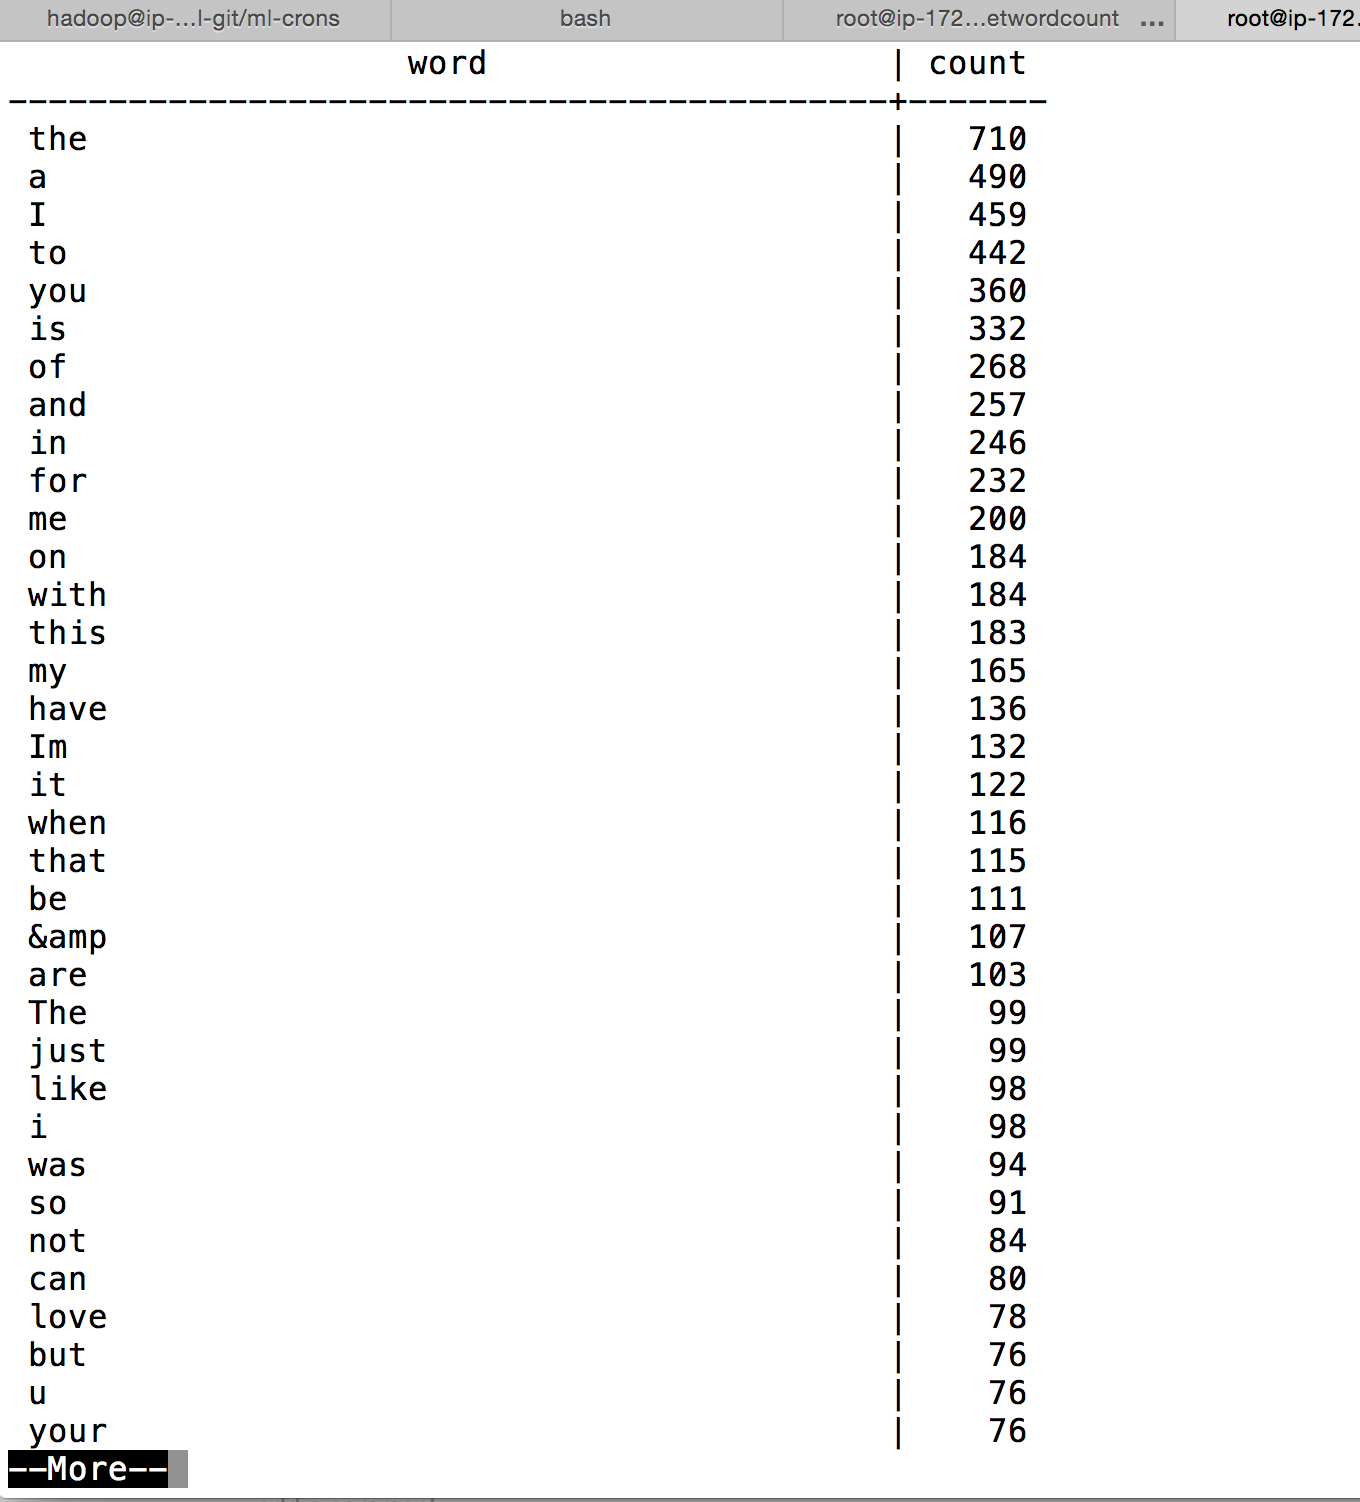 hadoop@ip-...l-git/ml-crons bash root@ip-172...etwordcount ... root@ip-172.
word | count
--------------------------------------------+-------
the | 710
a | 490
I | 459
to | 442
you | 360
is | 332
of | 268
and | 257
in | 246
for | 232
me | 200
on | 184
with | 184
this | 183
my | 165
have | 136
Im | 132
it | 122
when | 116
that | 115
be | 111
&amp | 107
are | 103
The | 99
just | 99
like | 98
i | 98
was | 94
so | 91
not | 84
can | 80
love | 78
but | 76
u | 76
your | 76
--More--